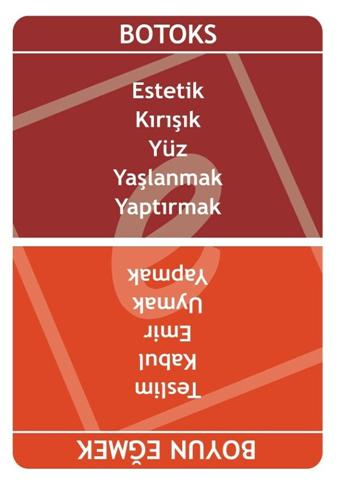 BOTOKS
Estetik
Kırışık
Yüz
Yaşlanmak
Yaptırmak
BOYUN EĞMEK
Teslim
Kabul
Emir
Uymak
Yapmak